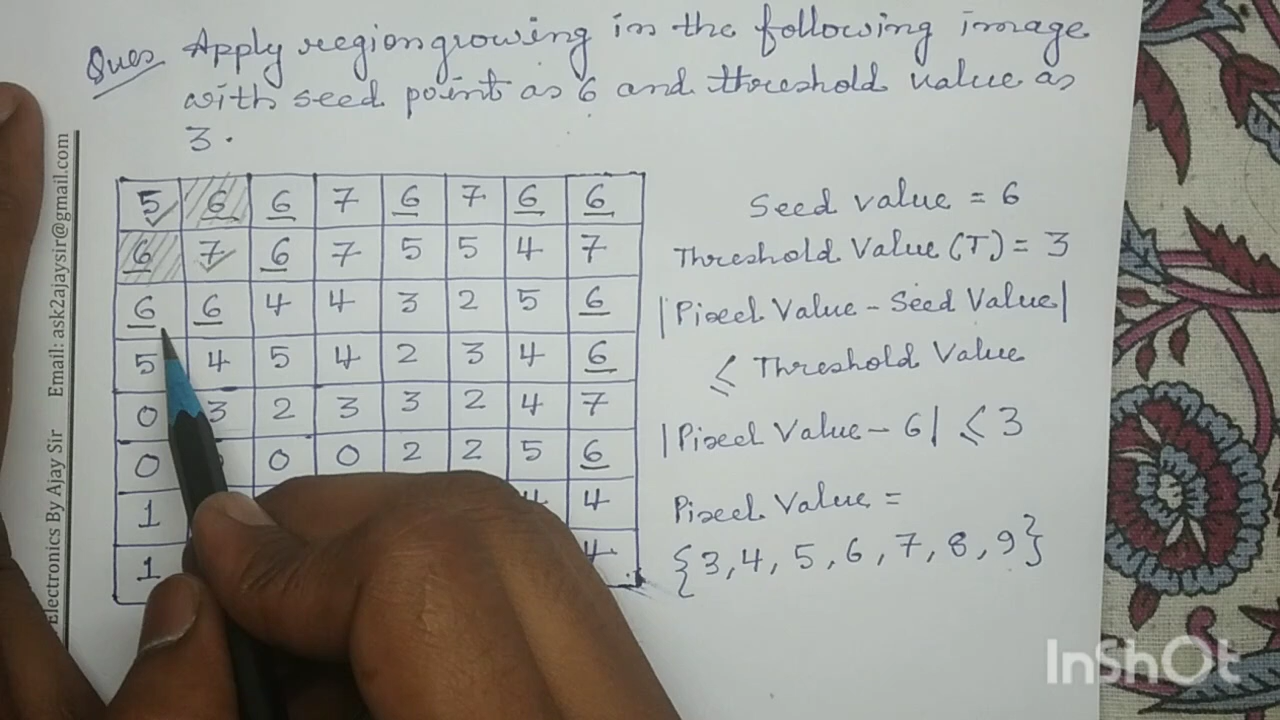 Ques Apply region growing in the following image
with seed point as 6 and threshold value as
3.
5 6 6 7 6 7 6 6
6 7 6 7 5 5 4 7
6 6 4 4 3 2 5 6
5 4 5 4 2 3 4 6
0 3 2 3 3 2 4 7
0 0 0 2 2 5 6
1 4 4
1 4
Seed value = 6
Threshold Value (T) = 3
|Pixel Value - Seed Value|
≤ Threshold Value
|Pixel Value - 6| ≤ 3
Pixel Value =
{3, 4, 5, 6, 7, 8, 9}
Electronics By Ajay Sir Email: ask2ajaysir@gmail.com
InShOt